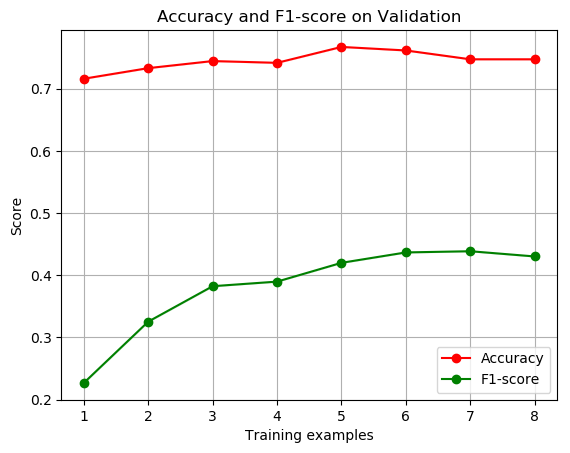 Accuracy and F1-score on Validation
Score
0.7
0.6
0.5
0.4
0.3
0.2
1 2 3 4 5 6 7 8
Training examples
Accuracy
F1-score